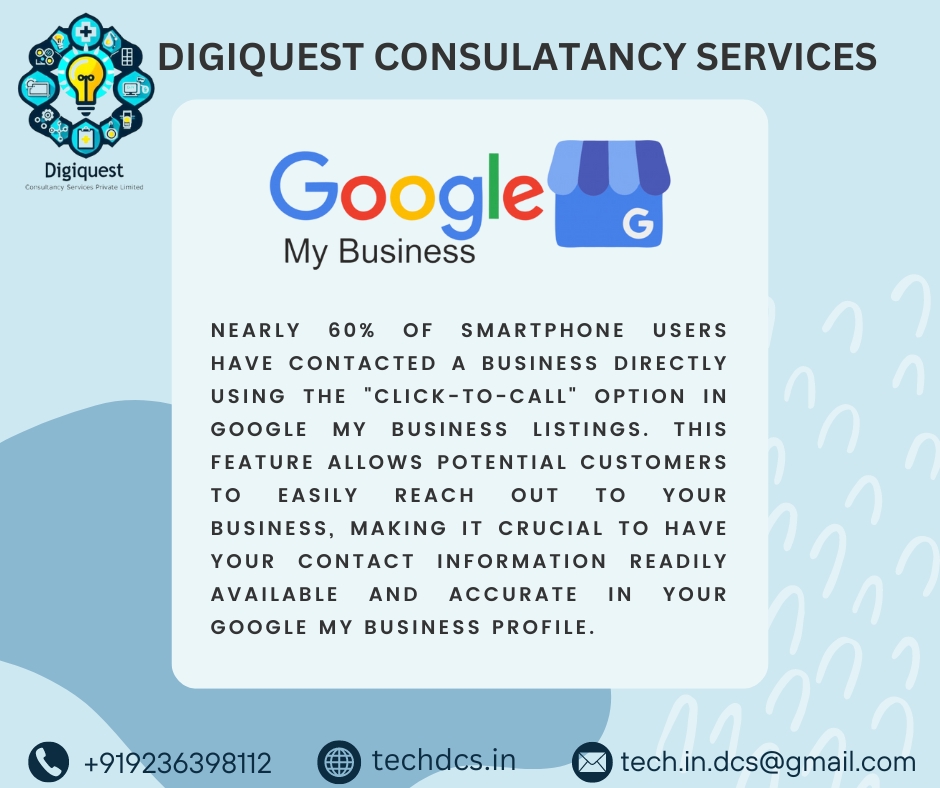 DIGIQUEST CONSULATANCY SERVICES
Digiquest
Consultancy Services Private Limited
Google
My Business
G
NEARLY 60% OF SMARTPHONE USERS
HAVE CONTACTED A BUSINESS DIRECTLY
USING THE "CLICK-TO-CALL" OPTION IN
GOOGLE MY BUSINESS LISTINGS. THIS
FEATURE ALLOWS POTENTIAL CUSTOMERS
TO EASILY REACH OUT TO YOUR
BUSINESS, MAKING IT CRUCIAL TO HAVE
YOUR CONTACT INFORMATION READILY
AVAILABLE AND ACCURATE IN YOUR
GOOGLE MY BUSINESS PROFILE.
+919236398112
techdcs.in
tech.in.dcs@gmail.com